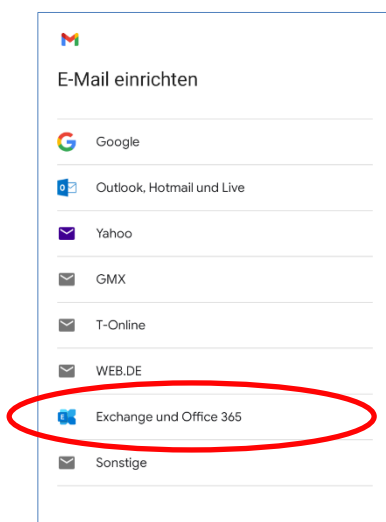 E-Mail einrichten
Google
Outlook, Hotmail und Live
Yahoo
GMX
T-Online
WEB.DE
Exchange und Office 365
Sonstige